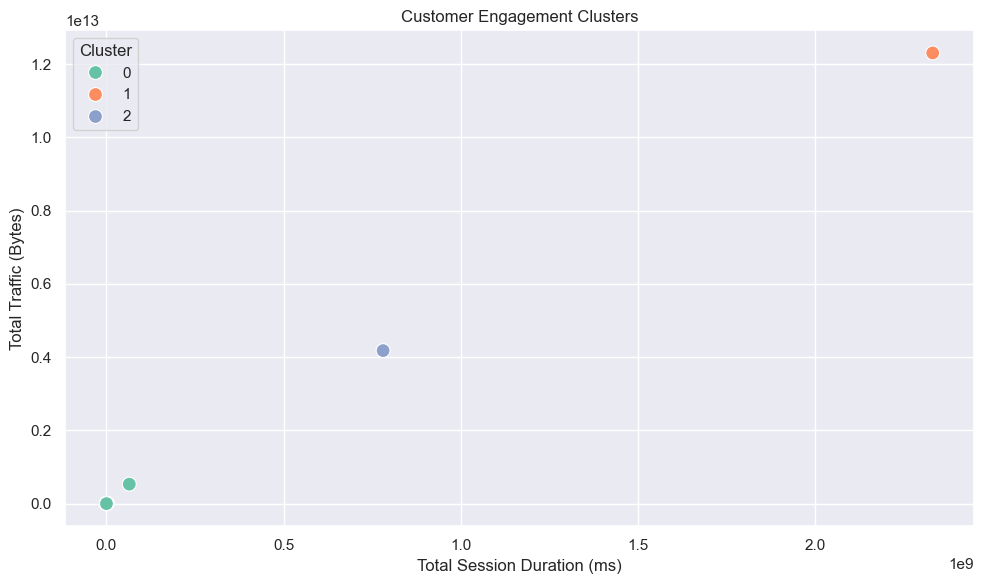 Customer Engagement Clusters
1e13
Cluster
0
1
2
1.2
1.0
0.8
0.6
0.4
0.2
0.0
Total Traffic (Bytes)
0.0 0.5 1.0 1.5 2.0
1e9
Total Session Duration (ms)